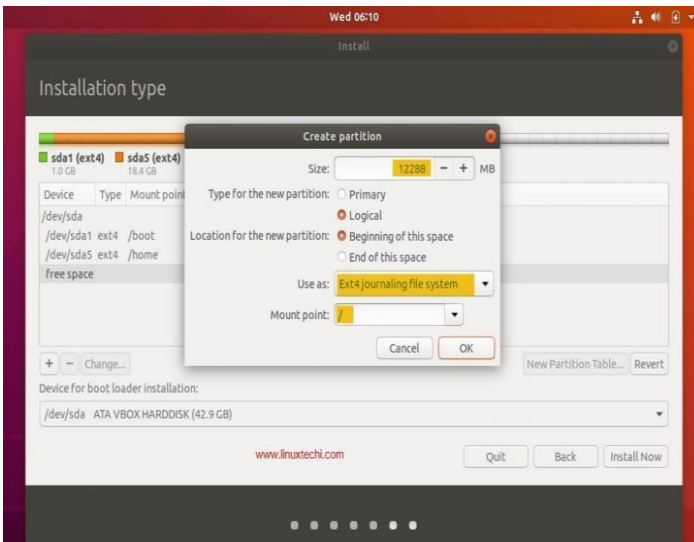 Wed 06:10
Install
Installation type
sda1 (ext4) sda5 (ext4)
1.0 GB 18.4 GB
Device Type Mount point
/dev/sda
/dev/sda1 ext4 /boot
/dev/sda5 ext4 /home
free space
Create partition
Size: 12288 − + MB
Type for the new partition: Primary
Logical
Location for the new partition: Beginning of this space
End of this space
Use as: Ext4 journaling file system
Mount point: /
Cancel OK
+ − Change... New Partition Table... Revert
Device for boot loader installation:
/dev/sda ATA VBOX HARDDISK (42.9 GB)
www.linuxtechi.com
Quit Back Install Now